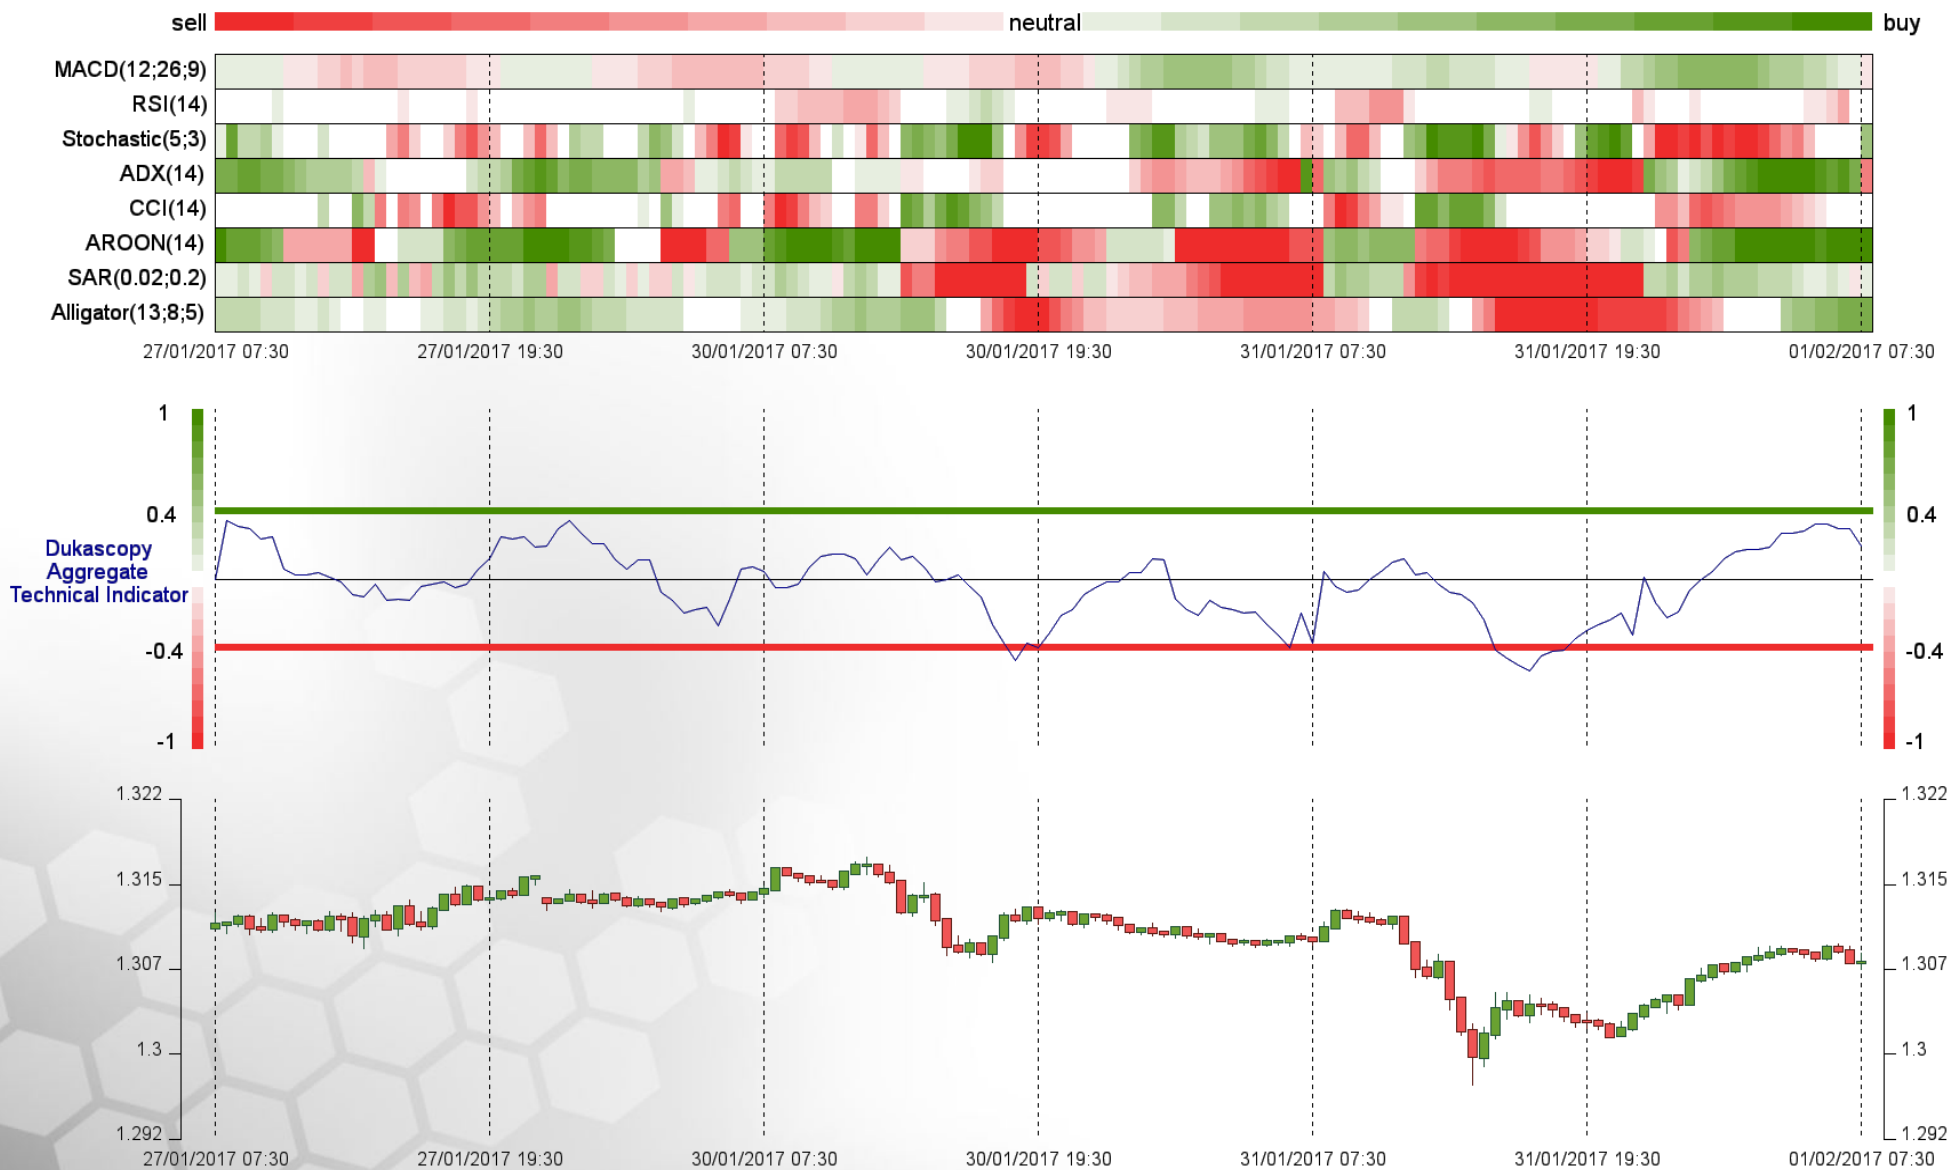 sell neutral buy
MACD(12;26;9)
RSI(14)
Stochastic(5;3)
ADX(14)
CCI(14)
AROON(14)
SAR(0.02;0.2)
Alligator(13;8;5)
27/01/2017 07:30 27/01/2017 19:30 30/01/2017 07:30 30/01/2017 19:30 31/01/2017 07:30 31/01/2017 19:30 01/02/2017 07:30
1 1
0.4 0.4
Dukascopy
Aggregate
Technical Indicator
-0.4 -0.4
-1 -1
1.322 1.322
1.315 1.315
1.307 1.307
1.3 1.3
1.292 1.292
27/01/2017 07:30 27/01/2017 19:30 30/01/2017 07:30 30/01/2017 19:30 31/01/2017 07:30 31/01/2017 19:30 01/02/2017 07:30